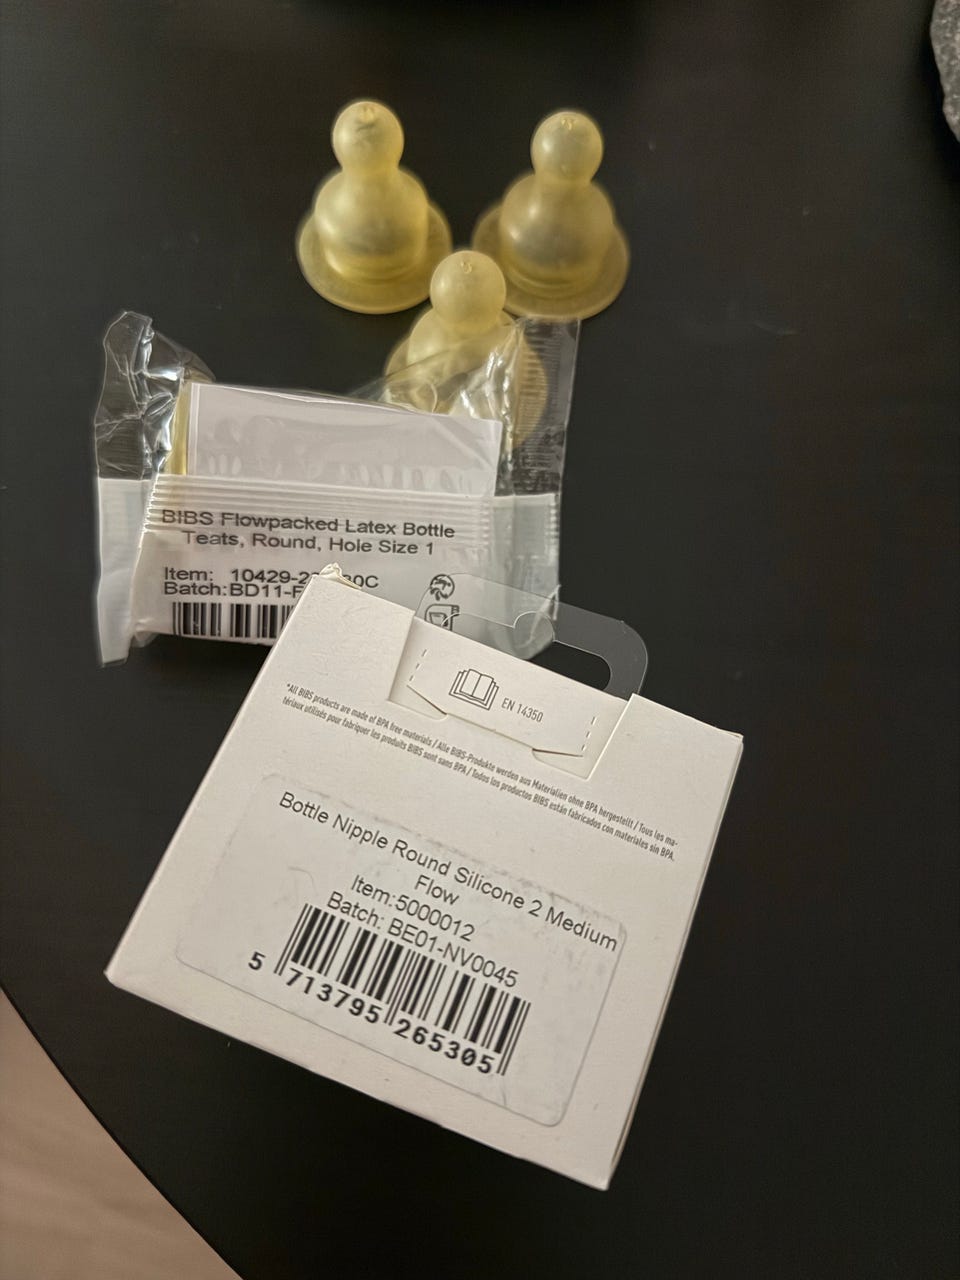 BIBS Flowpacked Latex Bottle
Teats, Round, Hole Size 1
Item: 10429-2
Batch:BD11-F
EN 14350
*All BIBS products are made of BPA free materials / Alle BIBS-Produkte werden aus Materialien ohne BPA hergestellt / Tous les ma-
tériaux utilisés pour fabriquer les produits BIBS sont sans BPA / Todos los productos BIBS están fabricados con materiales sin BPA.
Bottle Nipple Round Silicone 2 Medium
Flow
Item:5000012
Batch: BE01-NV0045
5 713795 265305